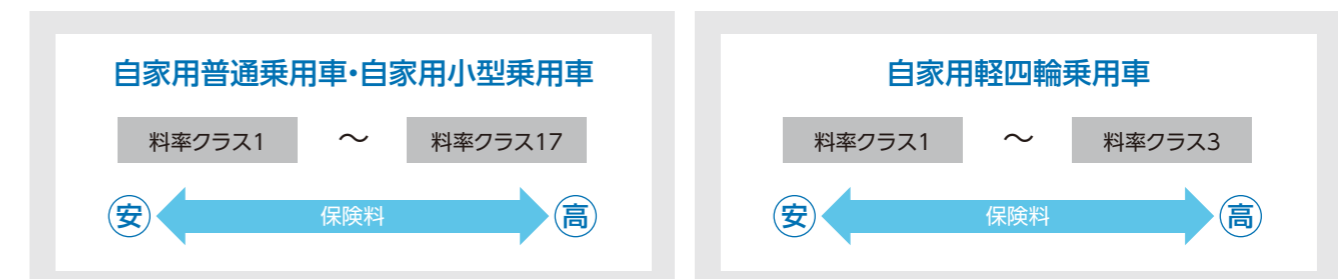 自家用普通乗用車・自家用小型乗用車
料率クラス1 ～ 料率クラス17
安 保険料 高
自家用軽四輪乗用車
料率クラス1 ～ 料率クラス3
安 保険料 高